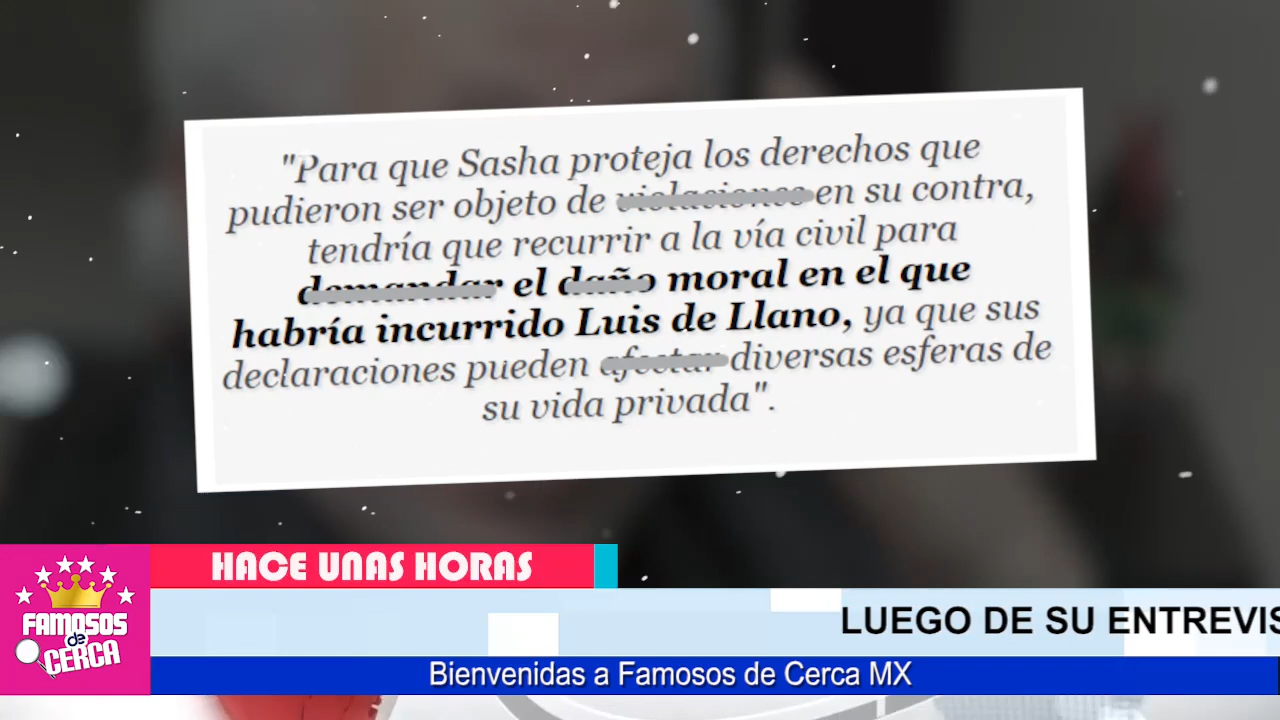 "Para que Sasha proteja los derechos que
pudieron ser objeto de violaciones en su contra,
tendría que recurrir a la vía civil para
demandar el daño moral en el que
habría incurrido Luis de Llano, ya que sus
declaraciones pueden afectar diversas esferas de
su vida privada".
HACE UNAS HORAS
FAMOSOS
de
CERCA
LUEGO DE SU ENTREVIS
Bienvenidas a Famosos de Cerca MX